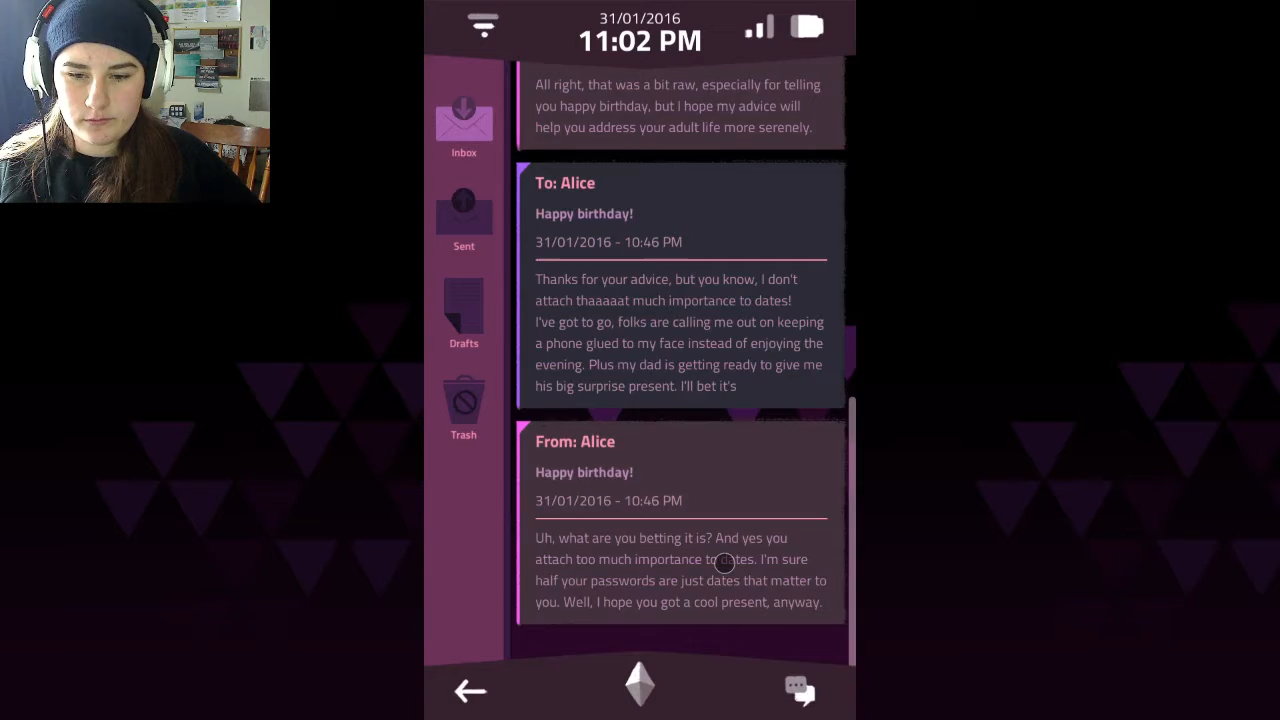 31/01/2016
11:02 PM
Inbox
Sent
Drafts
Trash
All right, that was a bit raw, especially for telling
you happy birthday, but I hope my advice will
help you address your adult life more serenely.
To: Alice
Happy birthday!
31/01/2016 - 10:46 PM
Thanks for your advice, but you know, I don't
attach thaaaaat much importance to dates!
I've got to go, folks are calling me out on keeping
a phone glued to my face instead of enjoying the
evening. Plus my dad is getting ready to give me
his big surprise present. I'll bet it's
From: Alice
Happy birthday!
31/01/2016 - 10:46 PM
Uh, what are you betting it is? And yes you
attach too much importance to dates. I'm sure
half your passwords are just dates that matter to
you. Well, I hope you got a cool present, anyway.